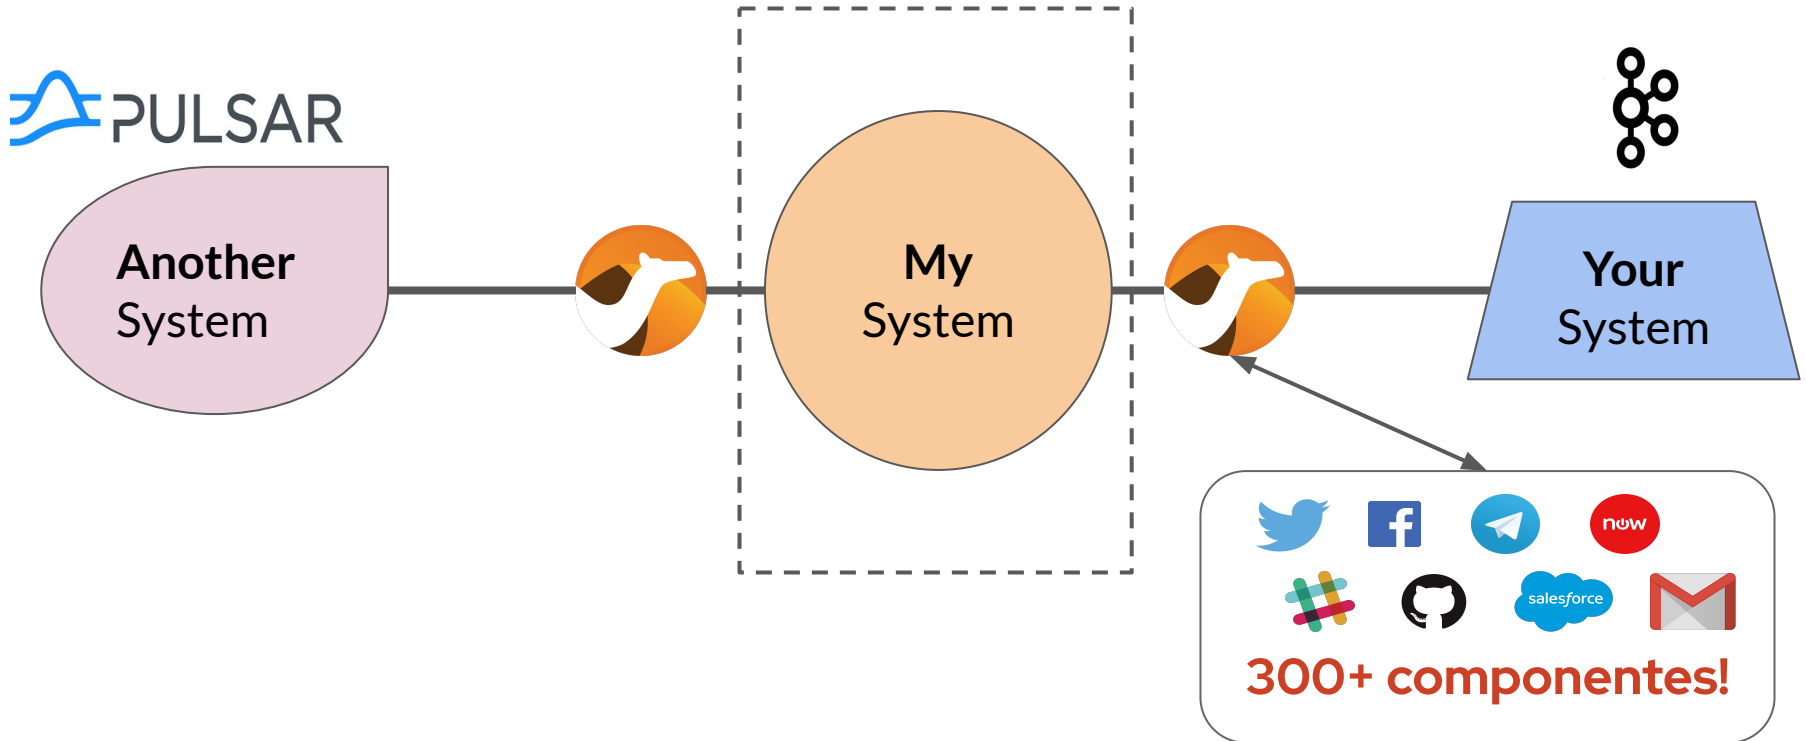 PULSAR
Another
System
My
System
Your
System
now
salesforce
300+ componentes!